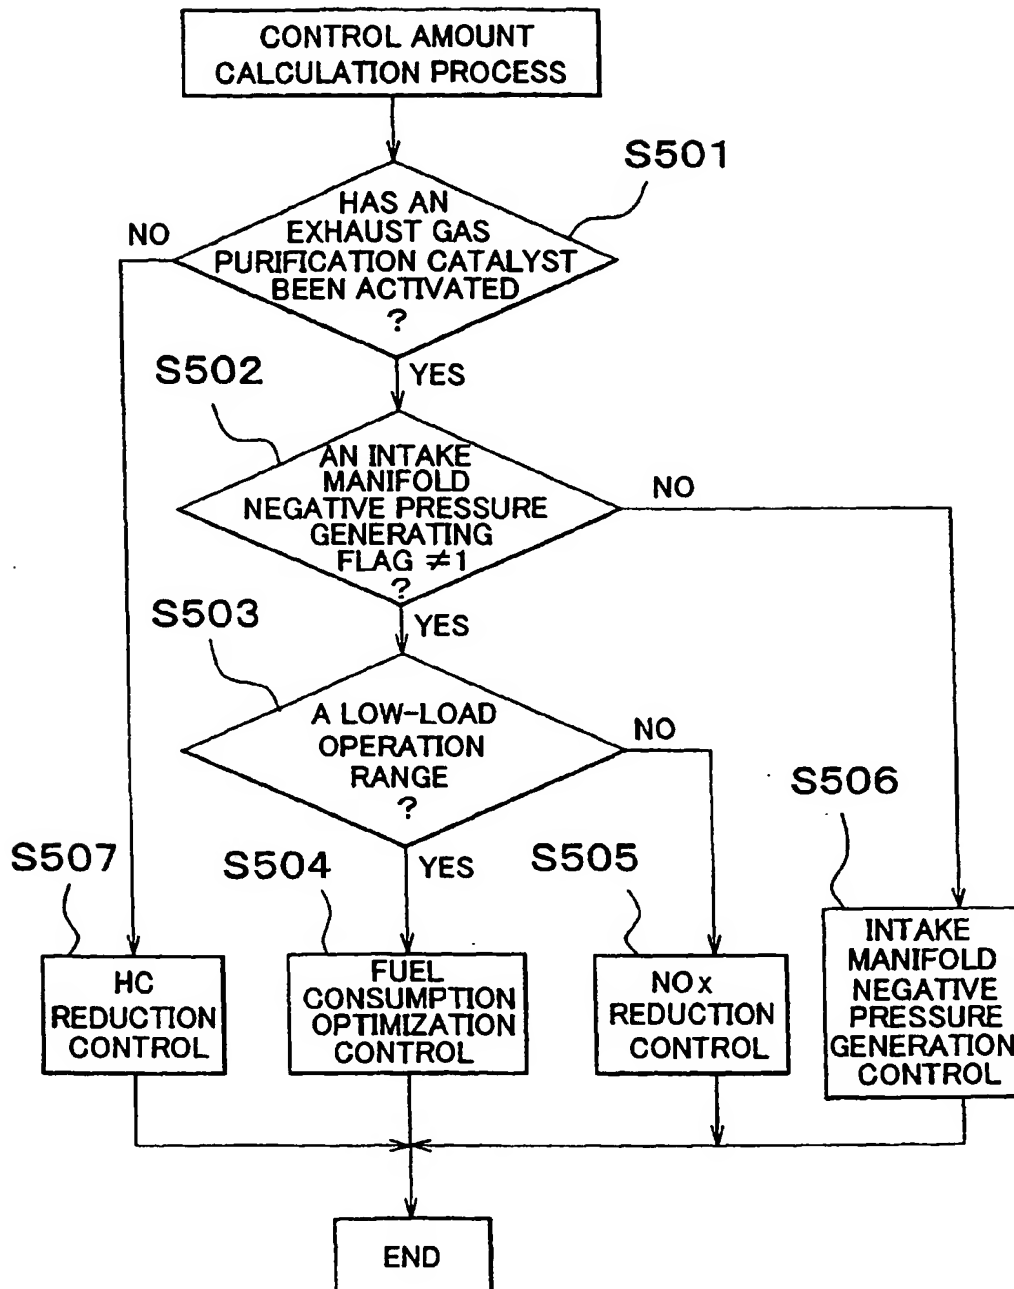 CONTROL AMOUNT
CALCULATION PROCESS
S501
HAS AN
EXHAUST GAS
PURIFICATION CATALYST
BEEN ACTIVATED
?
NO
YES
S502
AN INTAKE
MANIFOLD
NEGATIVE PRESSURE
GENERATING
FLAG ≠1
?
NO
YES
S503
A LOW-LOAD
OPERATION
RANGE
?
NO
YES
S507
HC
REDUCTION
CONTROL
S504
FUEL
CONSUMPTION
OPTIMIZATION
CONTROL
S505
NOx
REDUCTION
CONTROL
S506
INTAKE
MANIFOLD
NEGATIVE
PRESSURE
GENERATION
CONTROL
END